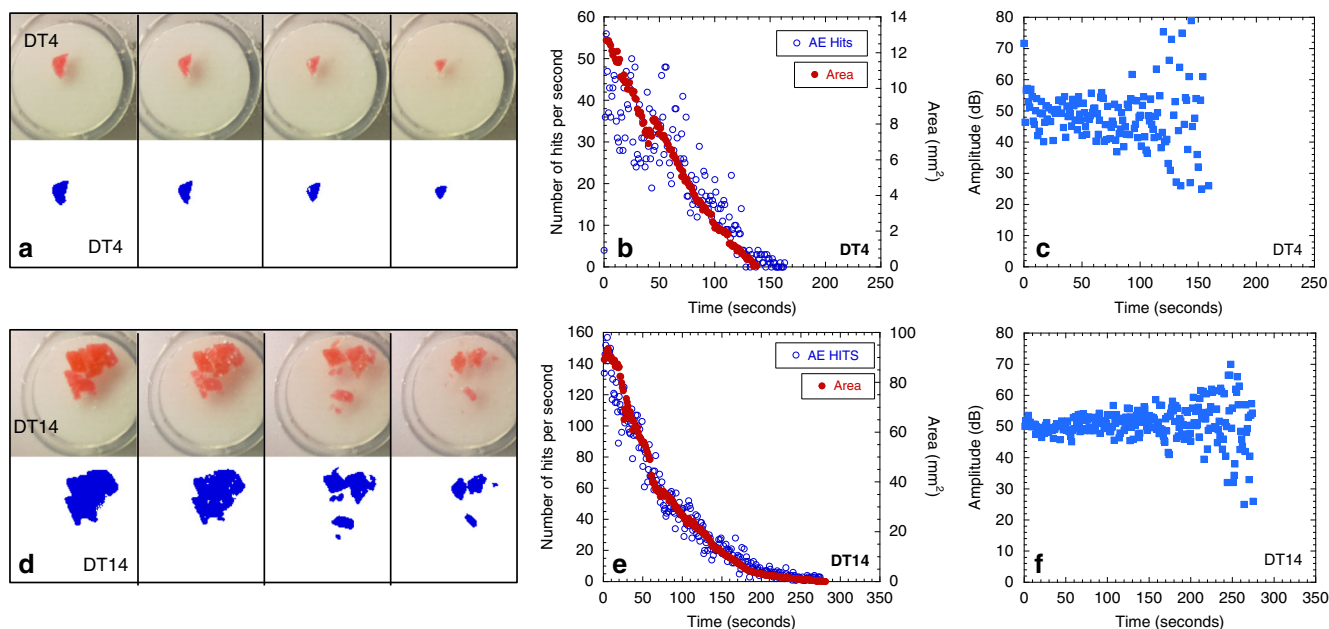 DT4
DT4
a
60
50
40
30
20
10
0
Number of hits per second
0 50 100 150 200 250
Time (seconds)
14
12
10
8
6
4
2
0
Area (mm²)
AE Hits
Area
b
DT4
80
70
60
50
40
30
20
10
0
Amplitude (dB)
0 50 100 150 200 250
Time (seconds)
c
DT4
DT14
DT14
d
160
140
120
100
80
60
40
20
0
Number of hits per second
0 50 100 150 200 250 300 350
Time (seconds)
100
80
60
40
20
0
Area (mm²)
AE HITS
Area
e
DT14
80
70
60
50
40
30
20
10
0
Amplitude (dB)
0 50 100 150 200 250 300 350
Time (seconds)
f
DT14